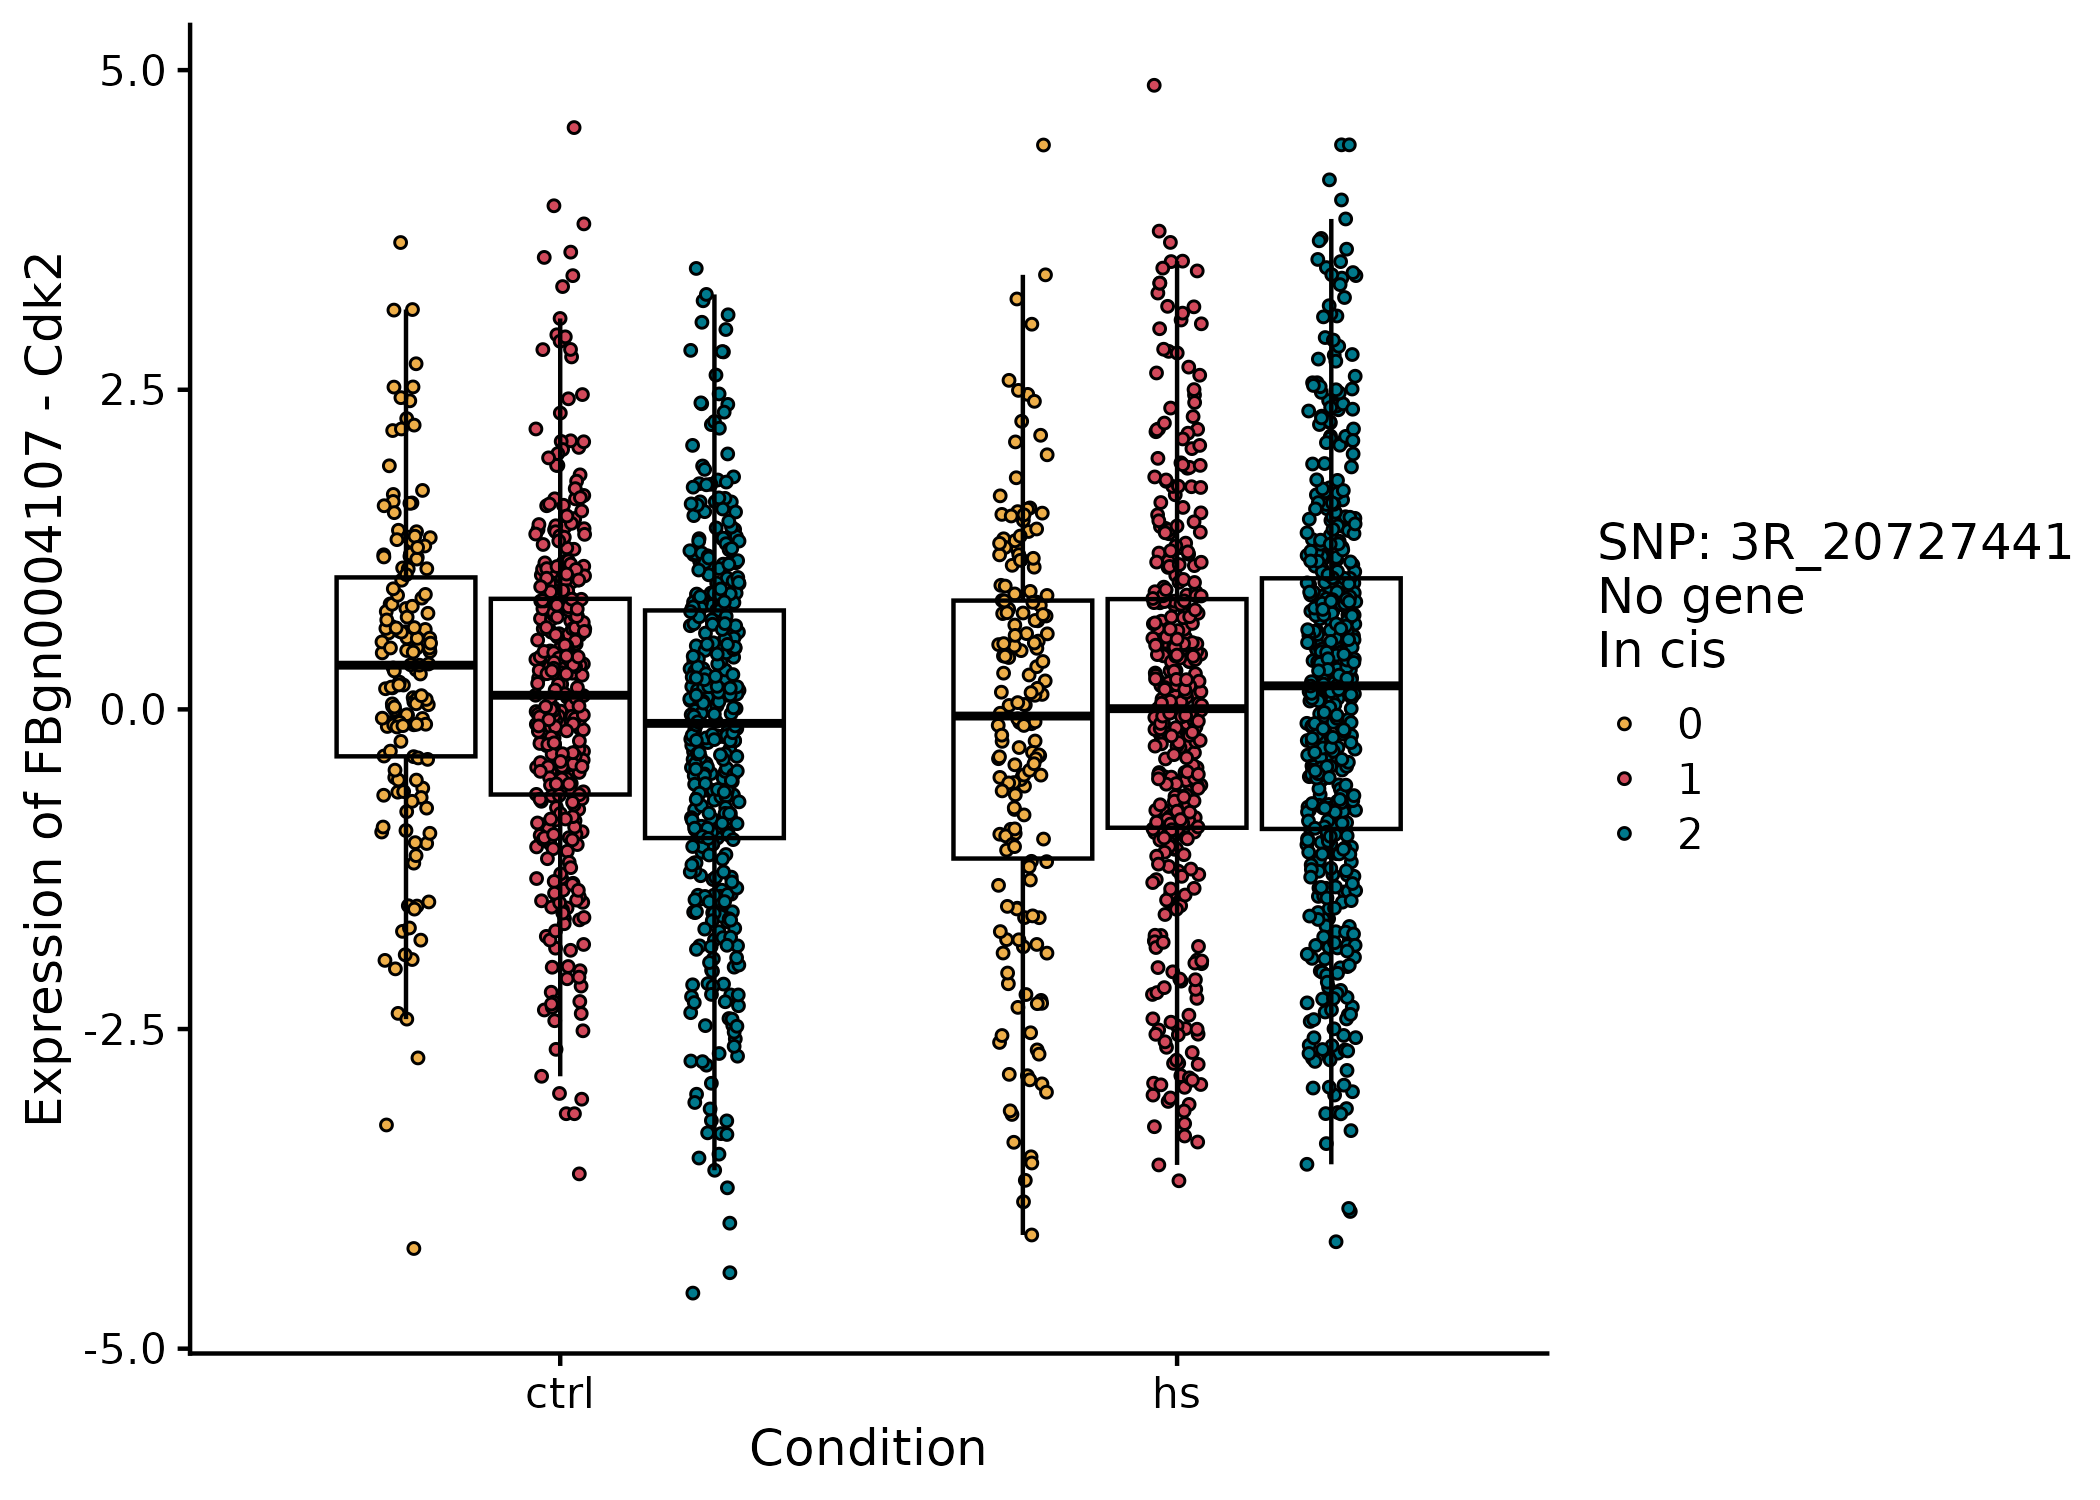 Expression of FBgn0004107 - Cdk2
5.0
2.5
0.0
-2.5
-5.0
ctrl
hs
Condition
SNP: 3R_20727441
No gene
In cis
0
1
2